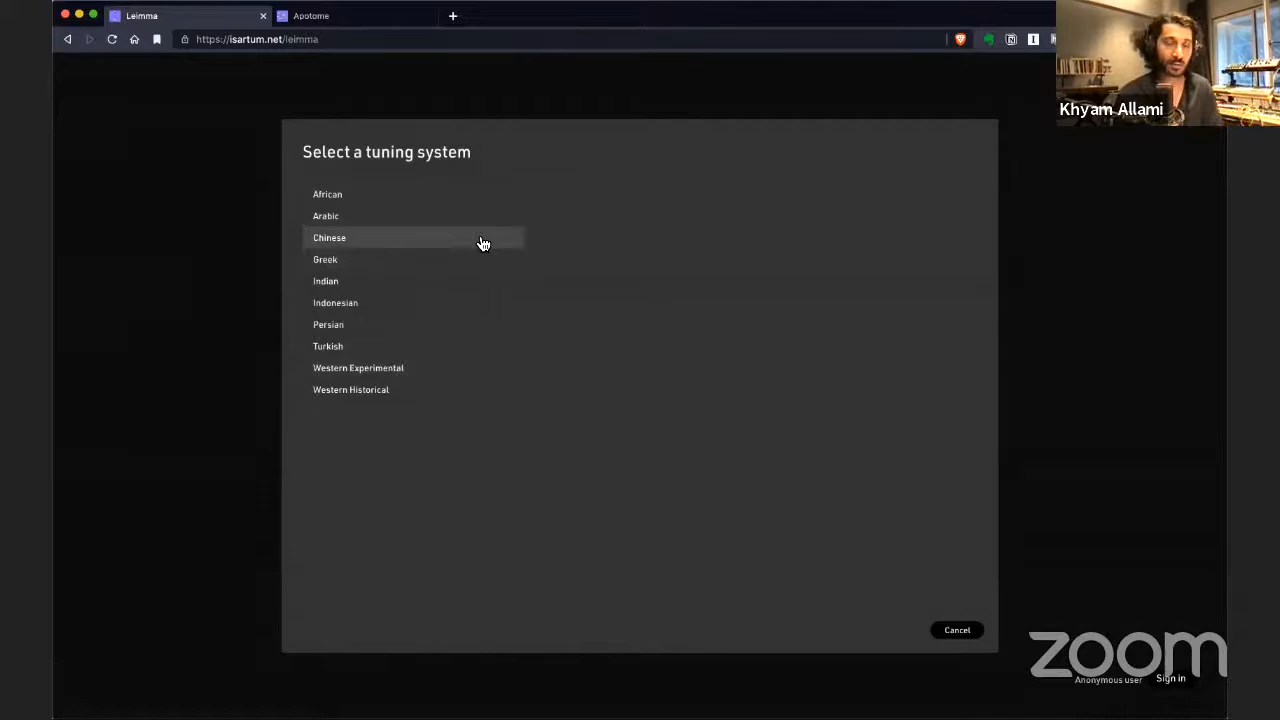 Leimma
Apotome
https://isartum.net/leimma
Khyam Allami
Select a tuning system
African
Arabic
Chinese
Greek
Indian
Indonesian
Persian
Turkish
Western Experimental
Western Historical
Cancel
zoom
Anonymous user Sign in